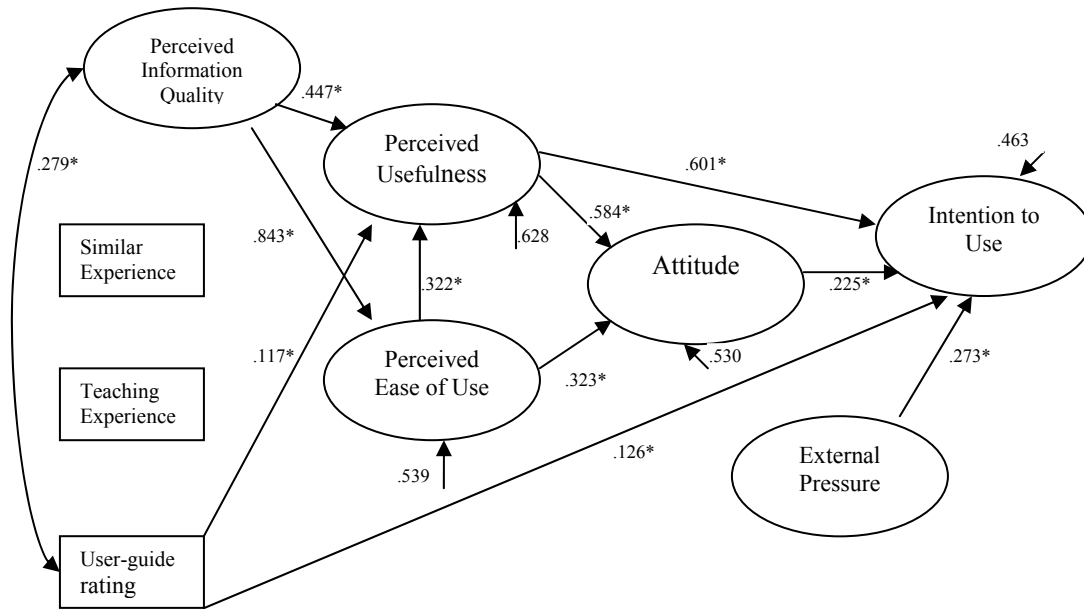 Perceived
Information
Quality
.447*
Perceived
Usefulness
.463
.601*
.279*
Intention to
Use
.584*
.628
Similar
Experience
.843*
Attitude
.322*
.225*
.117*
Perceived
Ease of Use
.530
.323*
.273*
Teaching
Experience
.126*
External
Pressure
.539
User-guide
rating